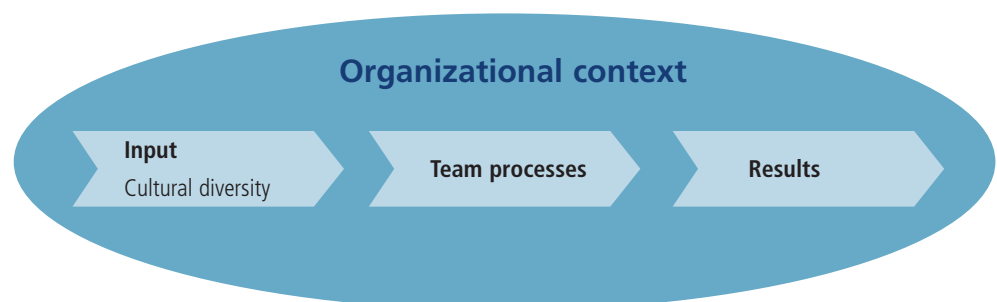 Organizational context
Input
Cultural diversity
Team processes
Results